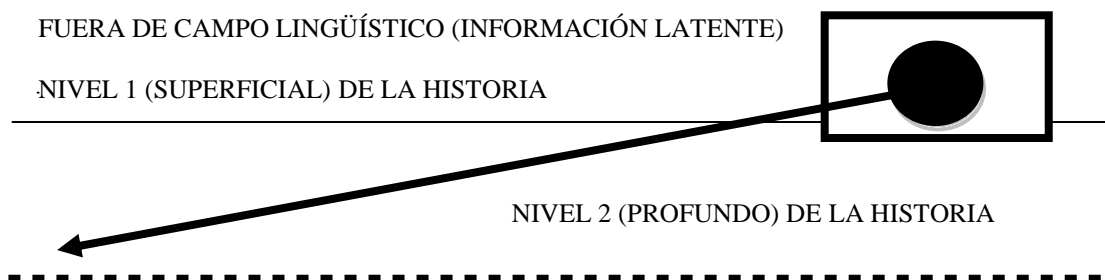 FUERA DE CAMPO LINGÜÍSTICO (INFORMACIÓN LATENTE)
NIVEL 1 (SUPERFICIAL) DE LA HISTORIA
NIVEL 2 (PROFUNDO) DE LA HISTORIA